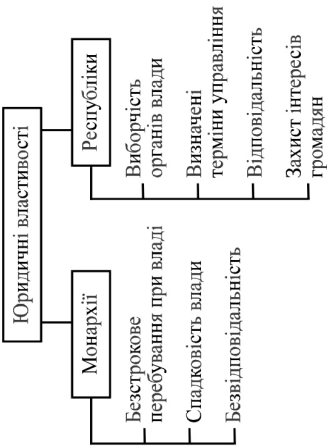 Юридичні властивості
Монархії
Безстрокове
перебування при владі
Спадковість влади
Безвідповідальність
Республіки
Виборчість
органів влади
Визначені
терміни управління
Відповідальність
Захист інтересів
громадян